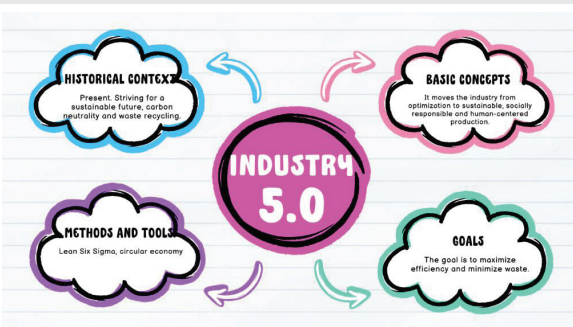 HISTORICAL CONTEXT
Present. Striving for a
sustainable future, carbon
neutrality and waste recycling.
BASIC CONCEPTS
It moves the industry from
optimization to sustainable, socially
responsible and human-centered
production.
INDUSTRY
5.0
METHODS AND TOOLS
Lean Six Sigma, circular economy
GOALS
The goal is to maximize
efficiency and minimize waste.